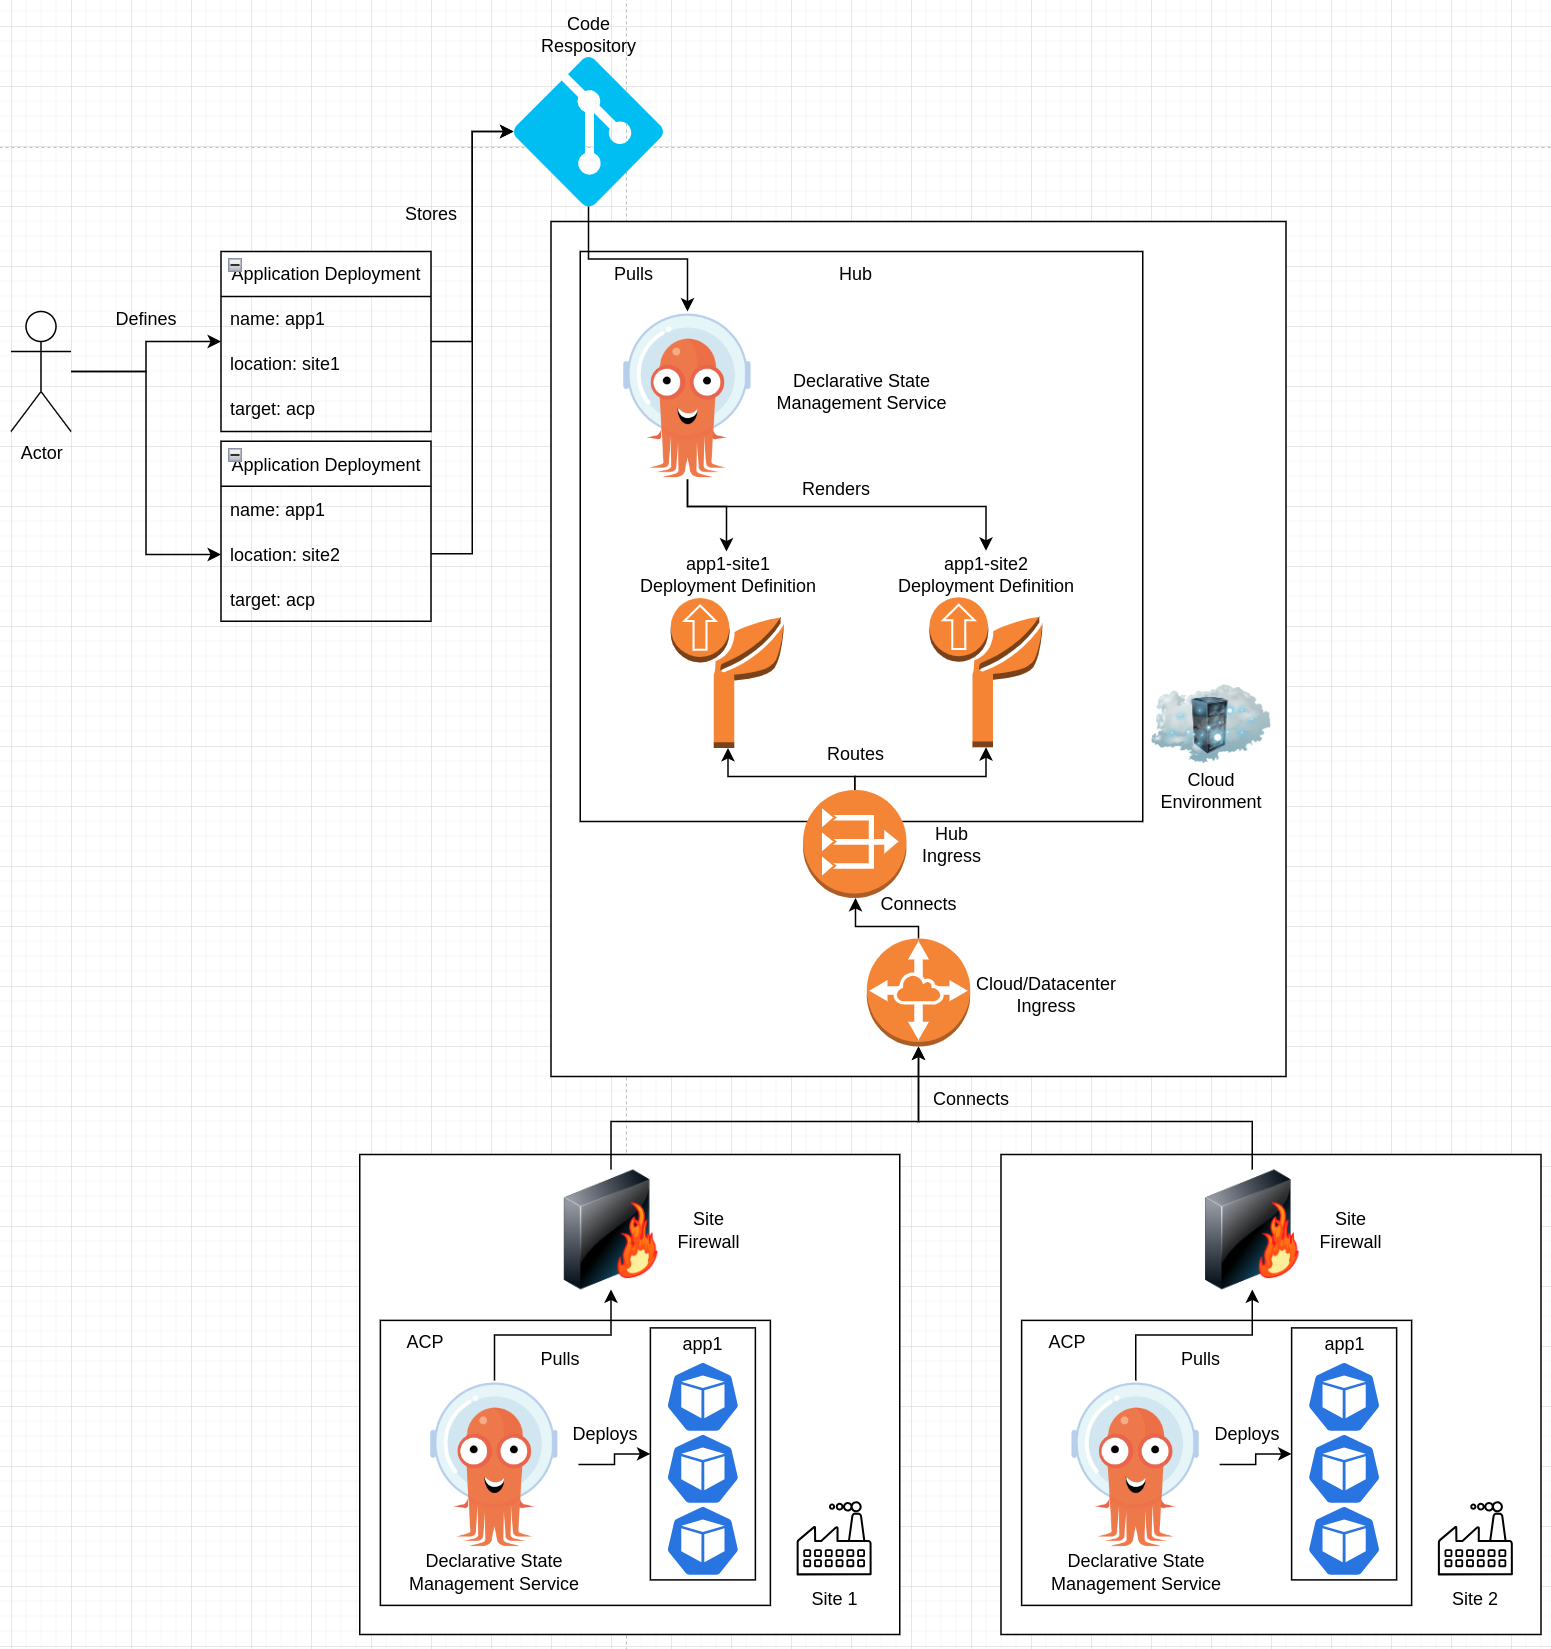 Code
Respository
Stores
Application Deployment
name: app1
location: site1
target: acp
Defines
Actor
Application Deployment
name: app1
location: site2
target: acp
Pulls
Hub
Declarative State
Management Service
Renders
app1-site1
Deployment Definition
app1-site2
Deployment Definition
Routes
Cloud
Environment
Hub
Ingress
Connects
Cloud/Datacenter
Ingress
Connects
Site
Firewall
ACP
Pulls
app1
Deploys
Declarative State
Management Service
Site 1
Site
Firewall
ACP
Pulls
app1
Deploys
Declarative State
Management Service
Site 2